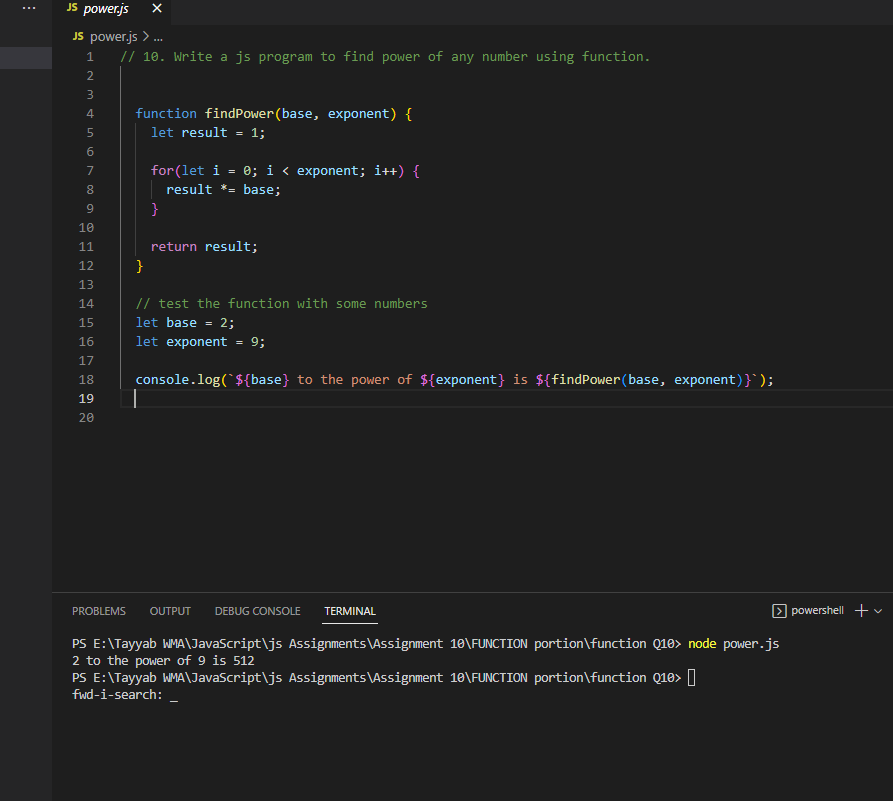 JS power.js ×
JS power.js > ...
1 // 10. Write a js program to find power of any number using function.
2
3
4 function findPower(base, exponent) {
5 let result = 1;
6
7 for(let i = 0; i < exponent; i++) {
8 result *= base;
9 }
10
11 return result;
12 }
13
14 // test the function with some numbers
15 let base = 2;
16 let exponent = 9;
17
18 console.log(`${base} to the power of ${exponent} is ${findPower(base, exponent)}`);
19
20
PROBLEMS OUTPUT DEBUG CONSOLE TERMINAL powershell
PS E:\Tayyab WMA\JavaScript\js Assignments\Assignment 10\FUNCTION portion\function Q10> node power.js
2 to the power of 9 is 512
PS E:\Tayyab WMA\JavaScript\js Assignments\Assignment 10\FUNCTION portion\function Q10>
fwd-i-search: _